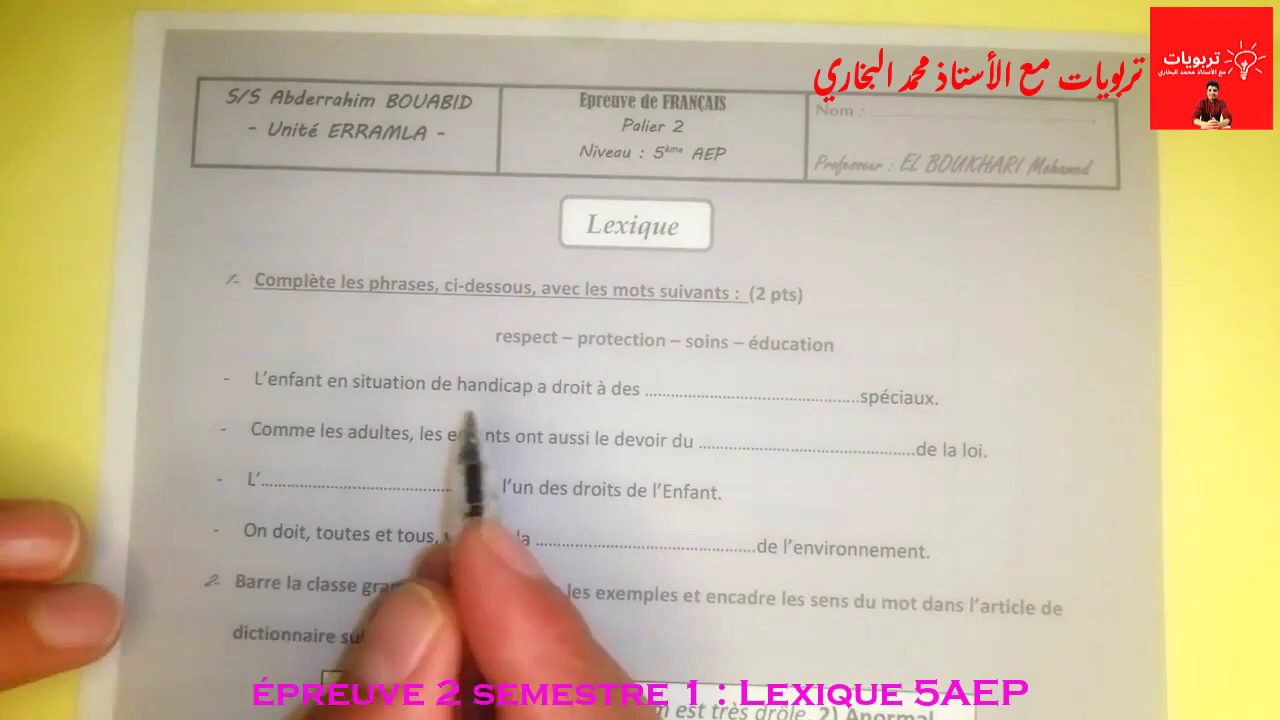 تربويات مع الأستاذ محمد البخاري
تربويات
مع الأستاذ محمد البخاري
S/S Abderrahim BOUABID
- Unité ERRAMLA -
Epreuve de FRANÇAIS
Palier 2
Niveau : 5ème AEP
Nom :
Professeur : EL BOUKHARI Mohamed
Lexique
1- Complète les phrases, ci-dessous, avec les mots suivants : (2 pts)
respect – protection – soins – éducation
- L'enfant en situation de handicap a droit à des ..................................................spéciaux.
- Comme les adultes, les ts ont aussi le devoir du ..................................................de la loi.
- L'............................................. l'un des droits de l'Enfant.
- On doit, toutes et tous, la ..................................................de l'environnement.
2- Barre la classe les exemples et encadre les sens du mot dans l'article de
dictionnaire
est très drôle. 2) Anormal
épreuve 2 semestre 1 : Lexique 5AEP